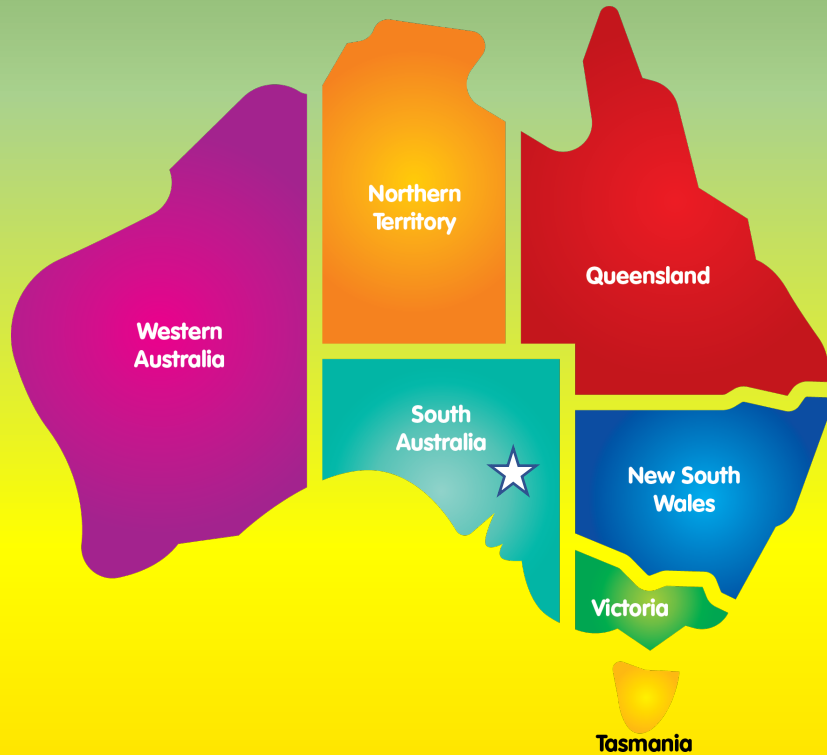 Northern
Territory
Queensland
Western
Australia
South
Australia
New South
Wales
Victoria
Tasmania